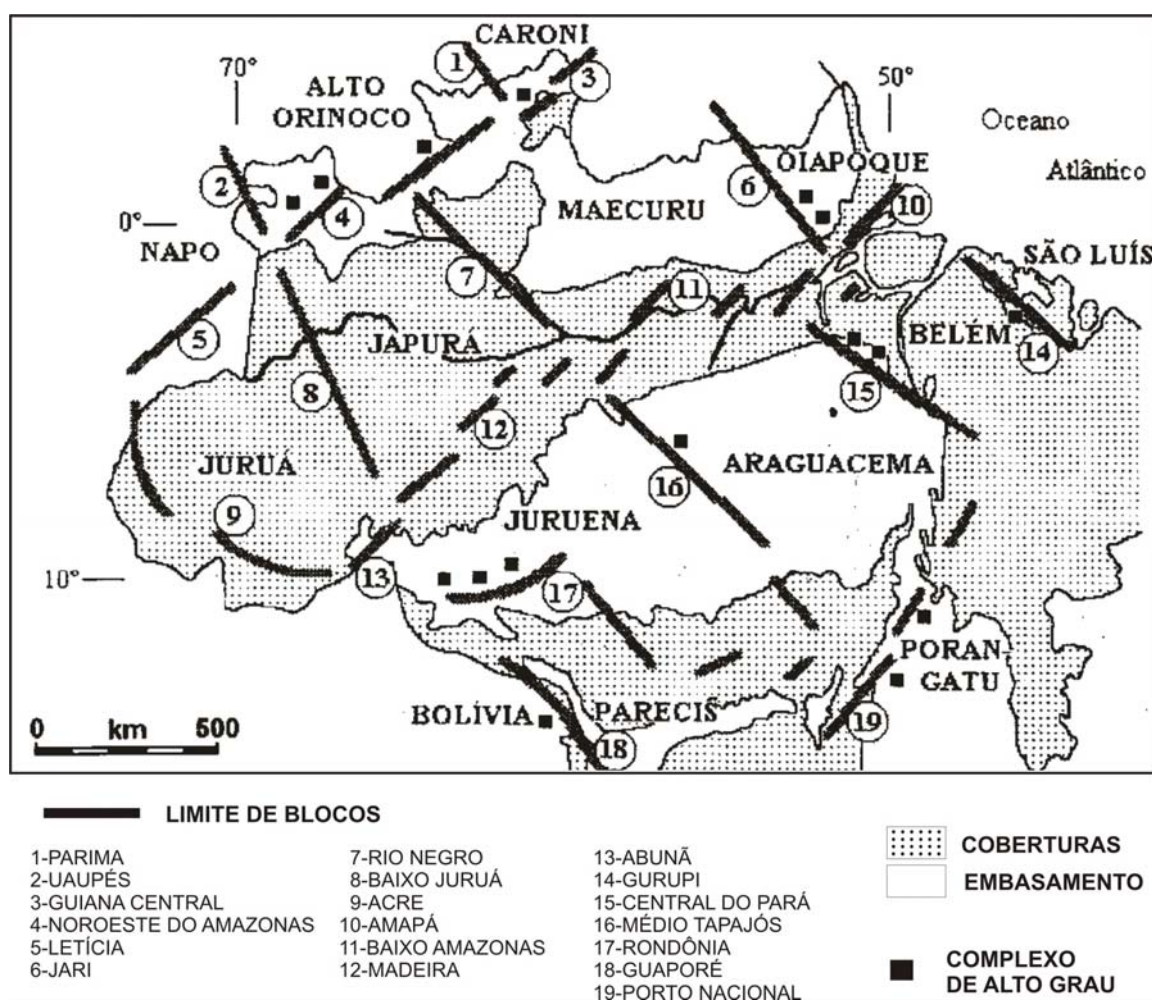 CARONI
1
3
70°
50°
ALTO
ORINOCO
Oceano
Atlântico
2
4
6
OIAPOQUE
10
0°
NAPO
MAECURU
SÃO LUÍS
7
11
5
JAPURÁ
BELÉM
14
8
15
12
JURUÁ
16
ARAGUACEMA
9
JURUENA
10°
13
17
PORAN-
GATU
BOLÍVIA
PARECIS
19
18
0 km 500
LIMITE DE BLOCOS
1-PARIMA
2-UAUPÉS
3-GUIANA CENTRAL
4-NOROESTE DO AMAZONAS
5-LETÍCIA
6-JARI
7-RIO NEGRO
8-BAIXO JURUÁ
9-ACRE
10-AMAPÁ
11-BAIXO AMAZONAS
12-MADEIRA
13-ABUNÃ
14-GURUPI
15-CENTRAL DO PARÁ
16-MÉDIO TAPAJÓS
17-RONDÔNIA
18-GUAPORÉ
19-PORTO NACIONAL
COBERTURAS
EMBASAMENTO
COMPLEXO
DE ALTO GRAU